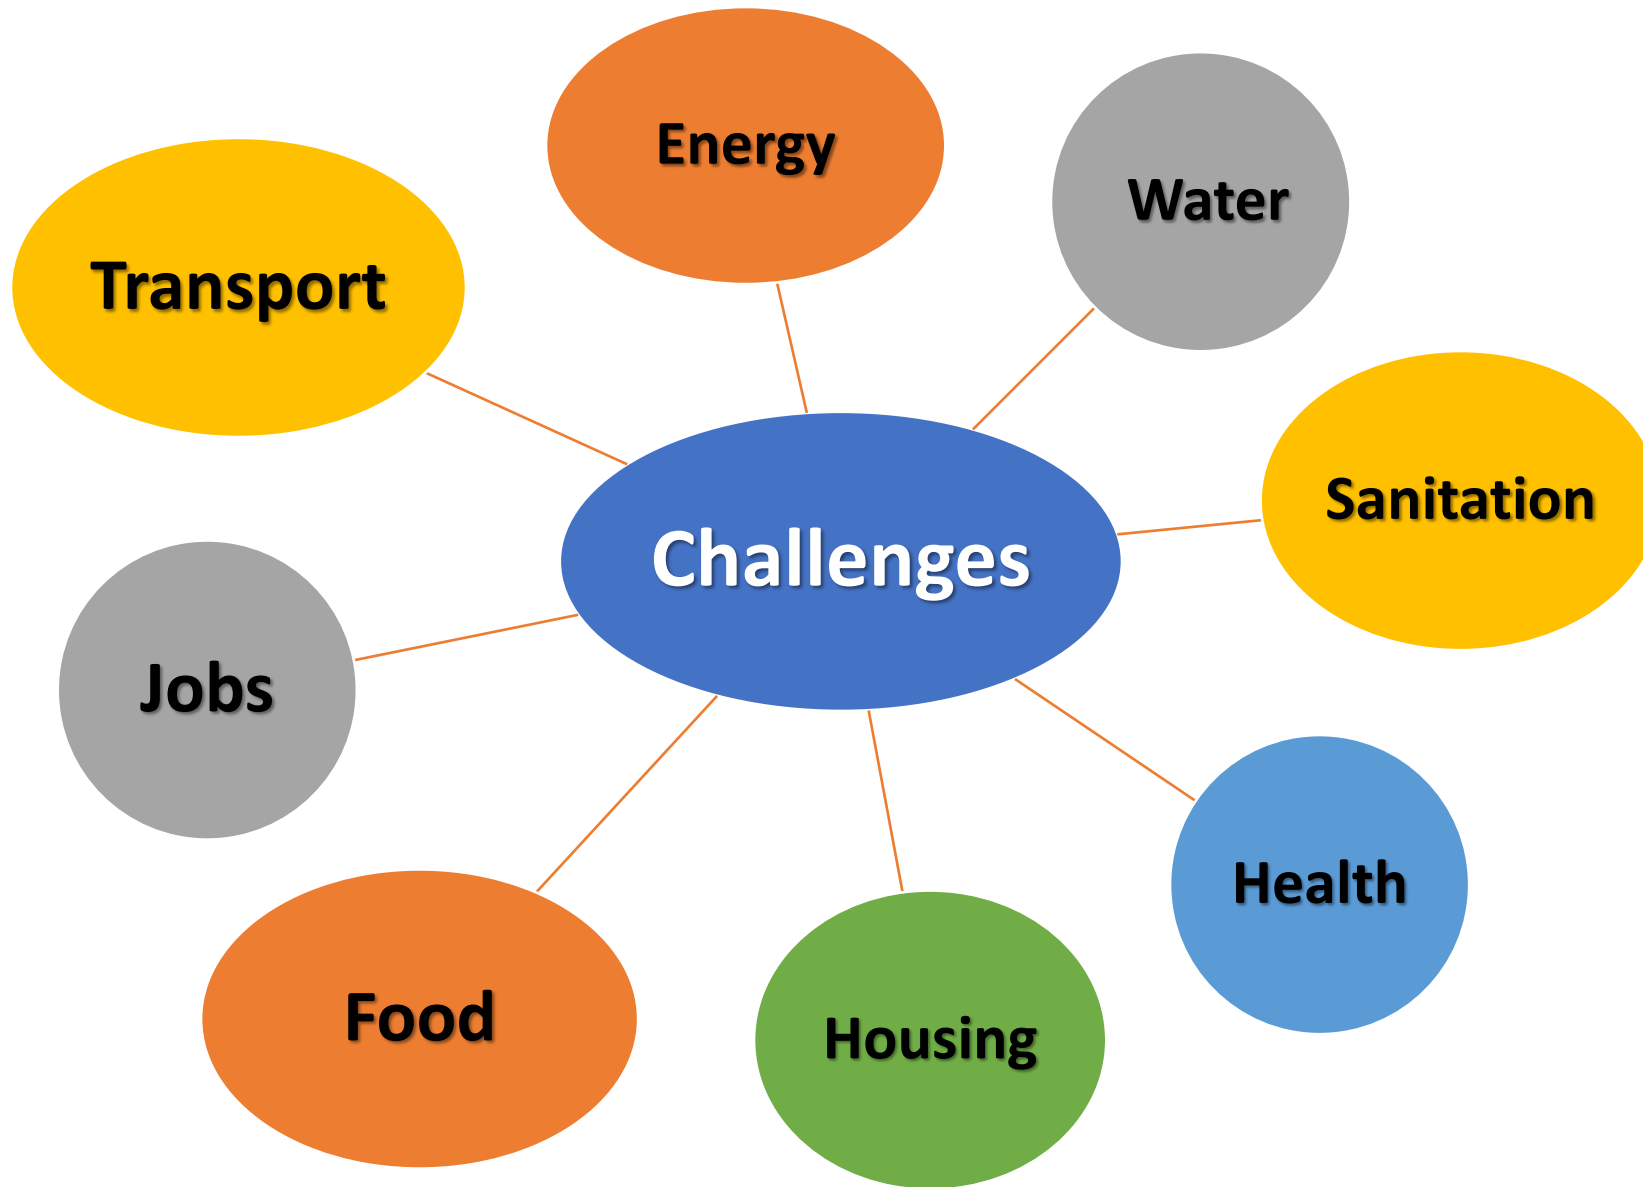 Energy
Water
Transport
Sanitation
Challenges
Jobs
Health
Food
Housing